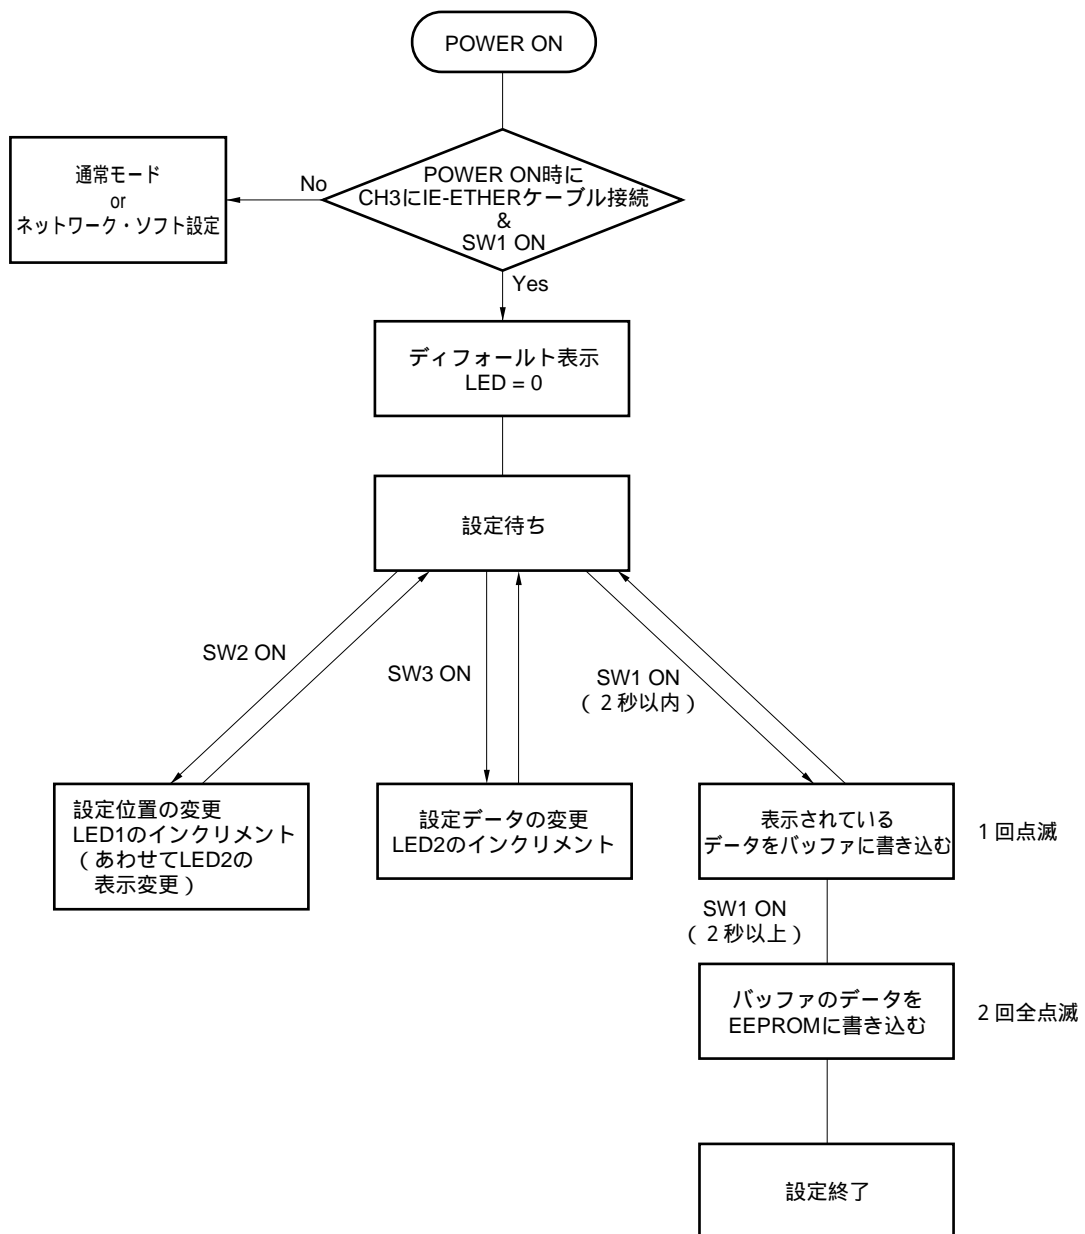 POWER ON
POWER ON時に
CH3にIE-ETHERケーブル接続
&
SW1 ON
No
通常モード
or
ネットワーク・ソフト設定
Yes
ディフォールト表示
LED = 0
設定待ち
SW2 ON
SW3 ON
SW1 ON
（２秒以内）
設定位置の変更
LED1のインクリメント
（あわせてLED2の
表示変更）
設定データの変更
LED2のインクリメント
表示されている
データをバッファに書き込む
１回点滅
SW1 ON
（２秒以上）
バッファのデータを
EEPROMに書き込む
２回全点滅
設定終了